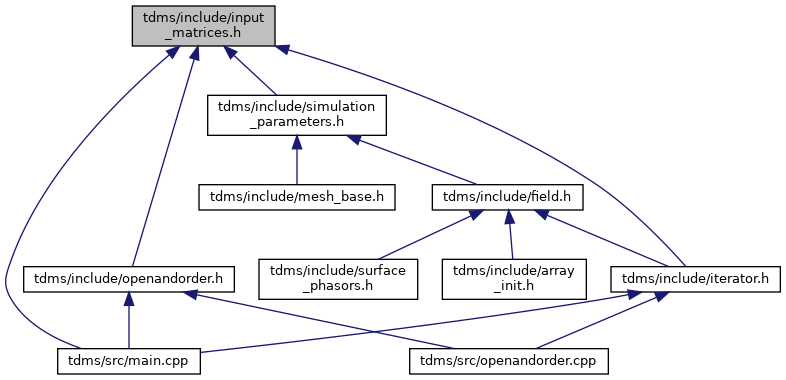 tdms/include/input
_matrices.h
tdms/include/simulation
_parameters.h
tdms/include/mesh_base.h
tdms/include/field.h
tdms/include/openandorder.h
tdms/include/surface
_phasors.h
tdms/include/array
_init.h
tdms/include/iterator.h
tdms/src/main.cpp
tdms/src/openandorder.cpp